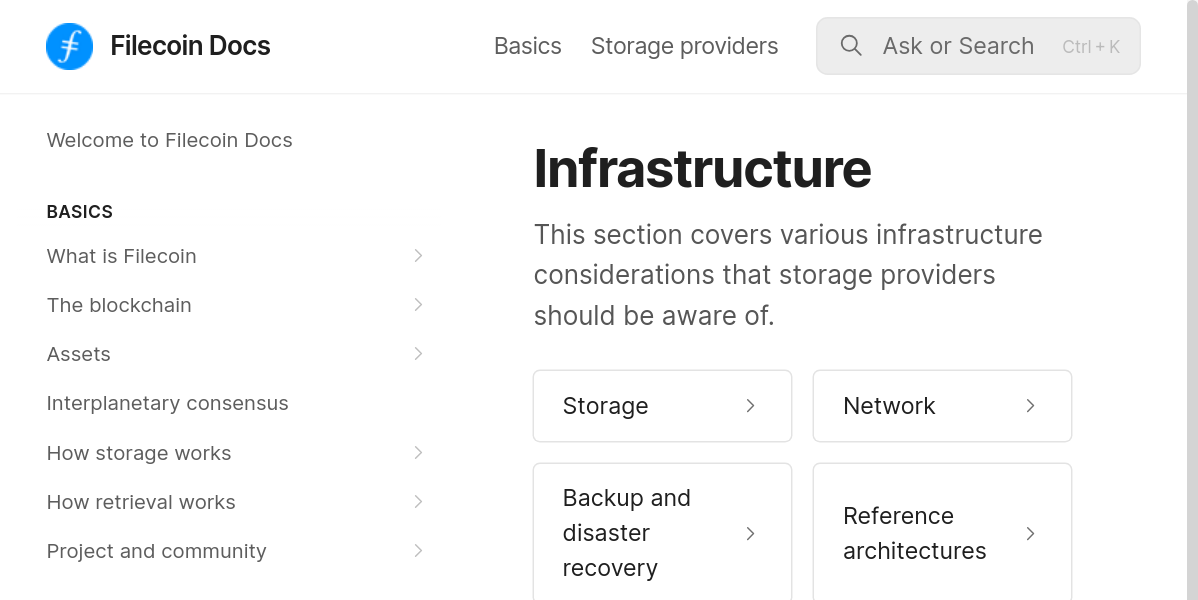 Filecoin Docs
Basics
Storage providers
Ask or Search
Ctrl + K
Welcome to Filecoin Docs
BASICS
What is Filecoin
The blockchain
Assets
Interplanetary consensus
How storage works
How retrieval works
Project and community
Infrastructure
This section covers various infrastructure
considerations that storage providers
should be aware of.
Storage
Network
Backup and
disaster
recovery
Reference
architectures